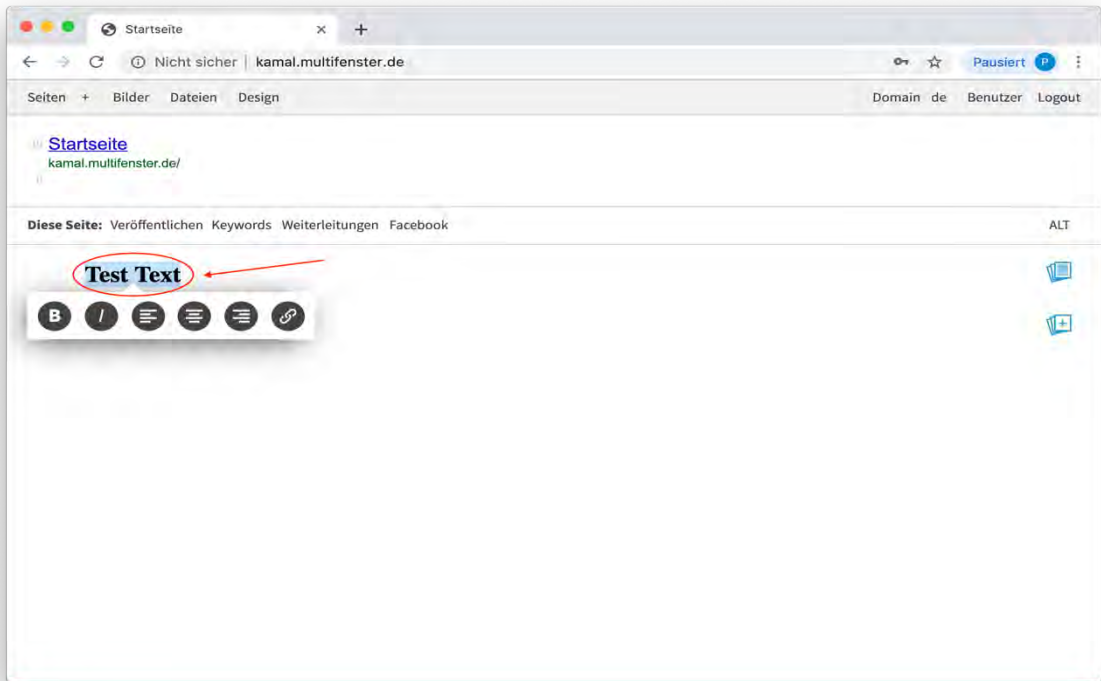 Startseite
Nicht sicher | kamal.multifenster.de
Pausiert P
Seiten + Bilder Dateien Design
Domain de Benutzer Logout
Startseite
kamal.multifenster.de/
Diese Seite: Veröffentlichen Keywords Weiterleitungen Facebook
ALT
Test Text
B I